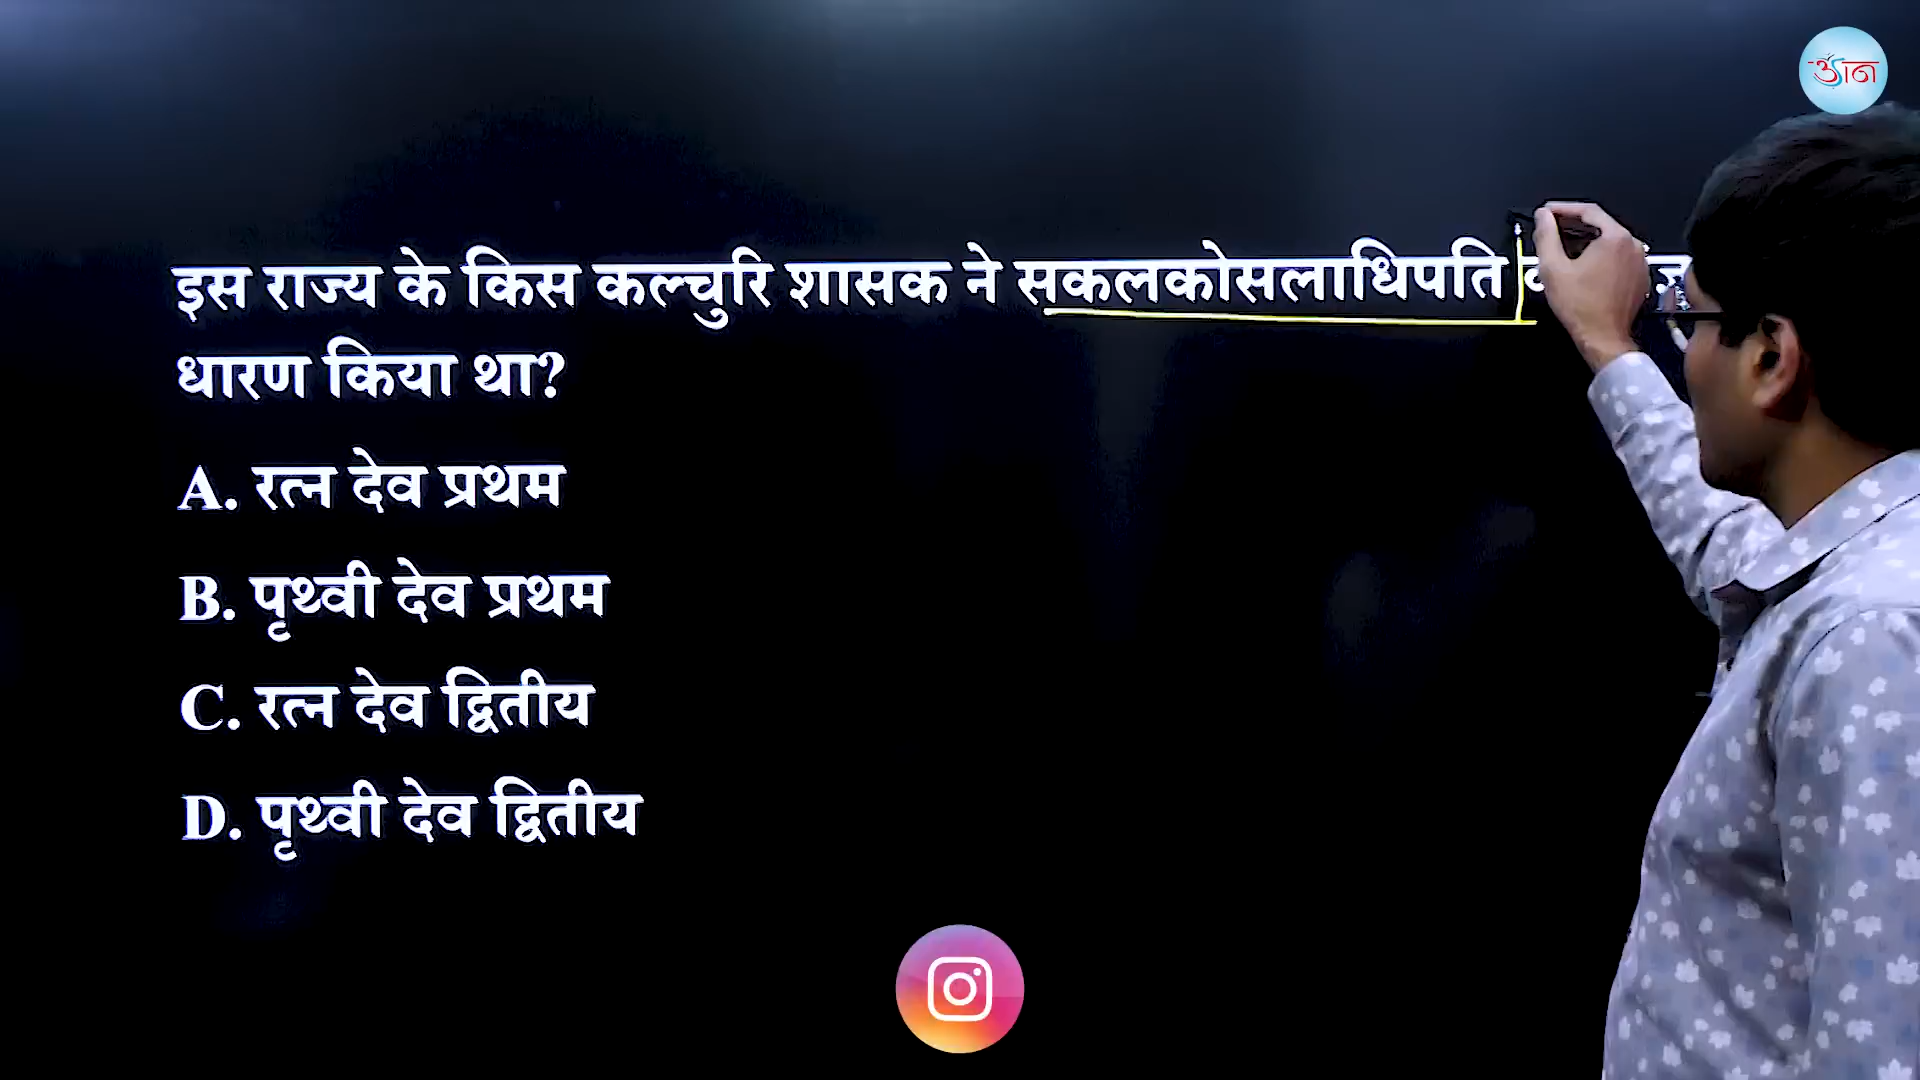 ज्ञान
इस राज्य के किस कल्चुरि शासक ने सकलकोसलाधिपति
धारण किया था?
A. रत्न देव प्रथम
B. पृथ्वी देव प्रथम
C. रत्न देव द्वितीय
D. पृथ्वी देव द्वितीय